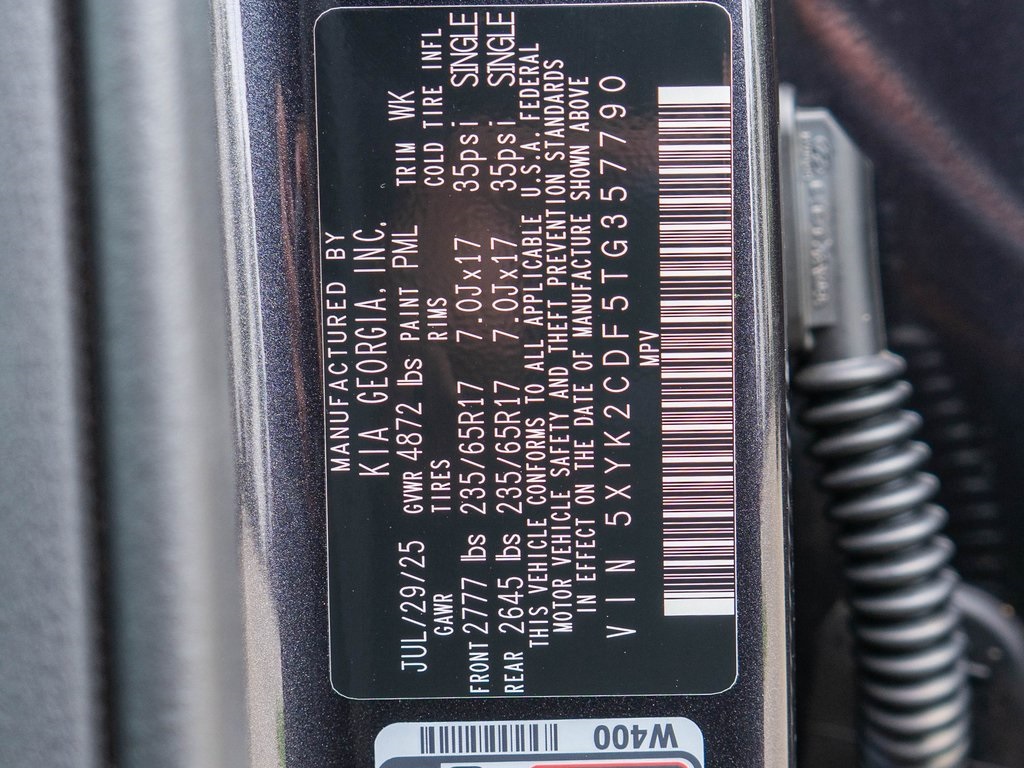 MANUFACTURED BY
KIA GEORGIA, INC.
JUL/29/25 GVWR 4872 lbs PAINT PML TRIM WK
GAWR TIRES RIMS COLD TIRE INFL
FRONT 2777 lbs 235/65R17 7.0Jx17 35psi SINGLE
REAR 2645 lbs 235/65R17 7.0Jx17 35psi SINGLE
THIS VEHICLE CONFORMS TO ALL APPLICABLE U.S.A. FEDERAL
MOTOR VEHICLE SAFETY AND THEFT PREVENTION STANDARDS
IN EFFECT ON THE DATE OF MANUFACTURE SHOWN ABOVE
VIN 5XYK2CDF5TG357790
MPV
W400